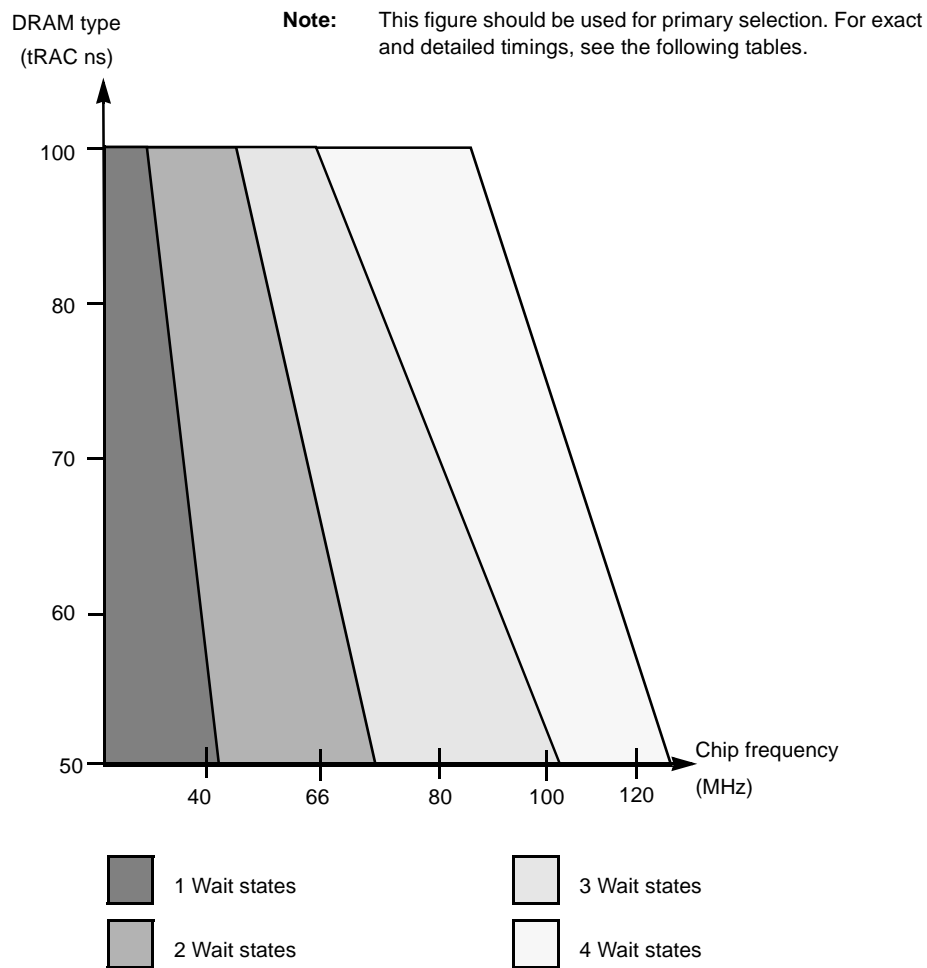 DRAM type
(tRAC ns)
Note: This figure should be used for primary selection. For exact
and detailed timings, see the following tables.
100
80
70
60
50
40 66 80 100 120
Chip frequency
(MHz)
1 Wait states
3 Wait states
2 Wait states
4 Wait states